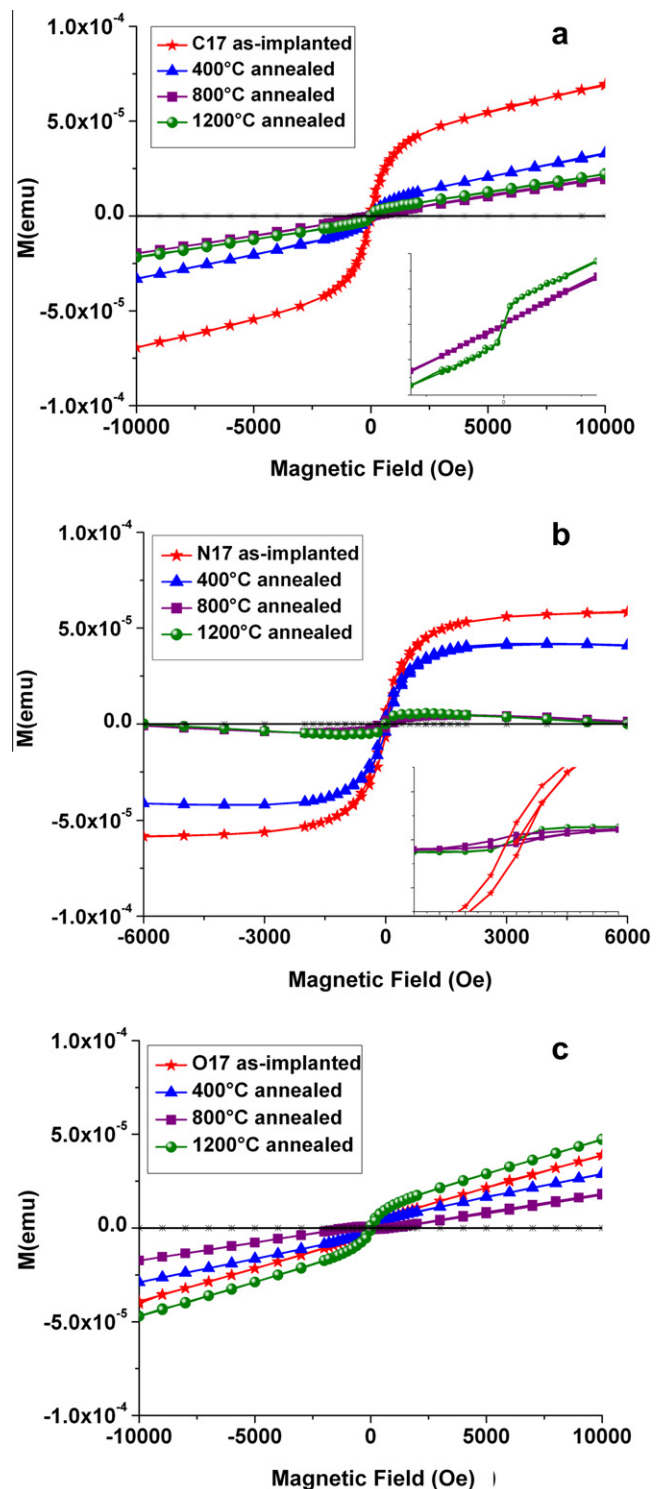 a
1.0x10⁻⁴
C17 as-implanted
400°C annealed
800°C annealed
1200°C annealed
5.0x10⁻⁵
0.0
-5.0x10⁻⁵
-1.0x10⁻⁴
M(emu)
0
-10000 -5000 0 5000 10000
Magnetic Field (Oe)
b
1.0x10⁻⁴
N17 as-implanted
400°C annealed
800°C annealed
1200°C annealed
5.0x10⁻⁵
0.0
-5.0x10⁻⁵
-1.0x10⁻⁴
M(emu)
-6000 -3000 0 3000 6000
Magnetic Field (Oe)
c
1.0x10⁻⁴
O17 as-implanted
400°C annealed
800°C annealed
1200°C annealed
5.0x10⁻⁵
0.0
-5.0x10⁻⁵
-1.0x10⁻⁴
M(emu)
-10000 -5000 0 5000 10000
Magnetic Field (Oe) )